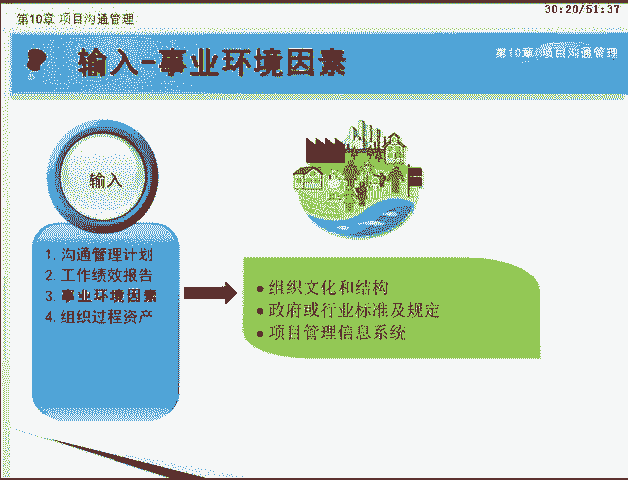 第10章 项目沟通管理
30:20/51:37
输入-事业环境因素
第10章 项目沟通管理
输入
1. 沟通管理计划
2. 工作绩效报告
3. 事业环境因素
4. 组织过程资产
● 组织文化和结构
● 政府或行业标准及规定
● 项目管理信息系统